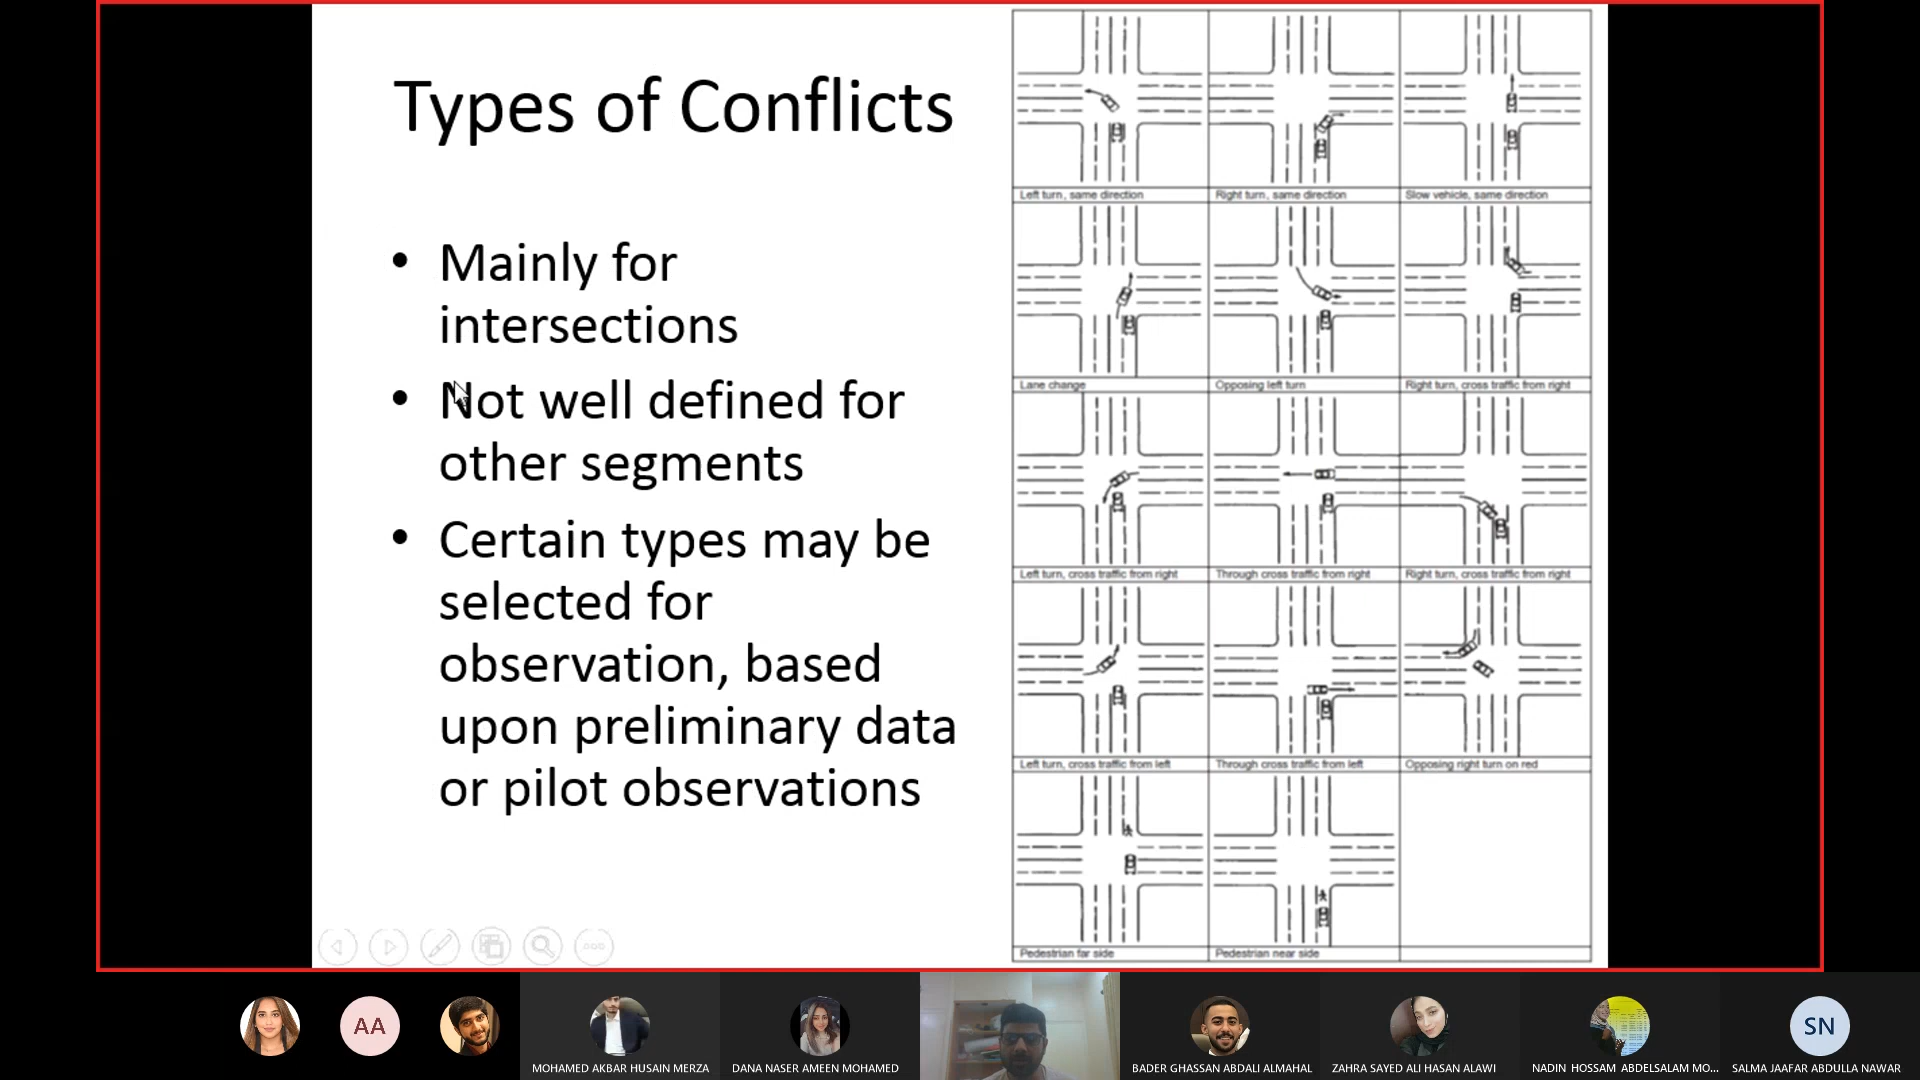 Types of Conflicts
• Mainly for
intersections
• Not well defined for
other segments
• Certain types may be
selected for
observation, based
upon preliminary data
or pilot observations
Left turn, same direction
Right turn, same direction
Slow vehicle, same direction
Lane change
Opposing left turn
Right turn, cross traffic from right
Left turn, cross traffic from right
Through cross traffic from right
Right turn, cross traffic from right
Left turn, cross traffic from left
Through cross traffic from left
Opposing right turn on red
Pedestrian far side
Pedestrian near side
AA
SN
MOHAMED AKBAR HUSAIN MERZA
DANA NASER AMEEN MOHAMED
BADER GHASSAN ABDALI ALMAHAL
ZAHRA SAYED ALI HASAN ALAWI
NADIN HOSSAM ABDELSALAM MO...
SALMA JAAFAR ABDULLA NAWAR